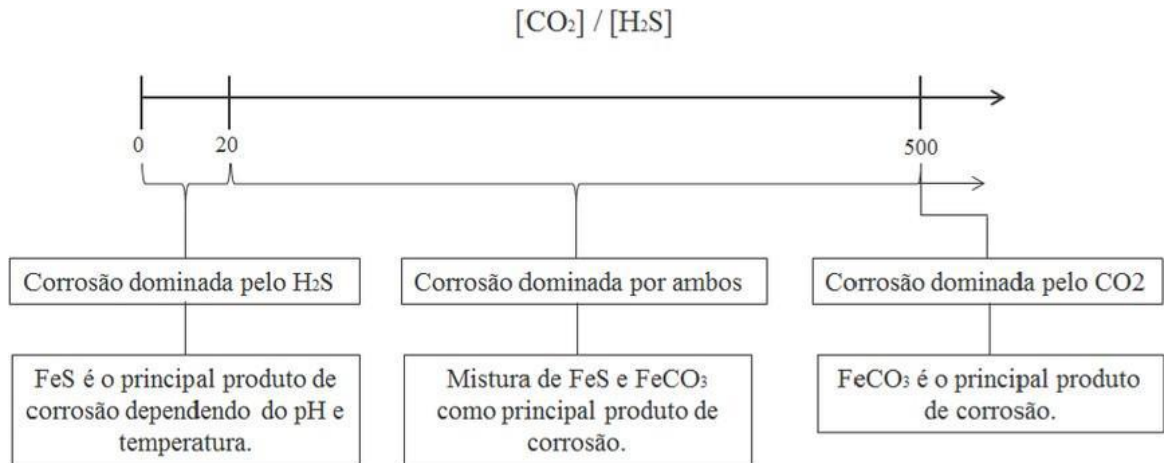 [CO₂] / [H₂S]
0
20
500
Corrosão dominada pelo H₂S
Corrosão dominada por ambos
Corrosão dominada pelo CO2
FeS é o principal produto de
corrosão dependendo do pH e
temperatura.
Mistura de FeS e FeCO₃
como principal produto de
corrosão.
FeCO₃ é o principal produto
de corrosão.